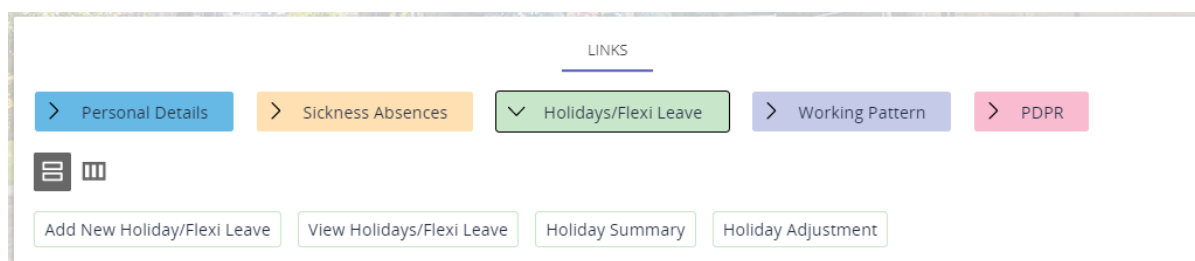 LINKS
Personal Details Sickness Absences Holidays/Flexi Leave Working Pattern PDPR
Add New Holiday/Flexi Leave View Holidays/Flexi Leave Holiday Summary Holiday Adjustment